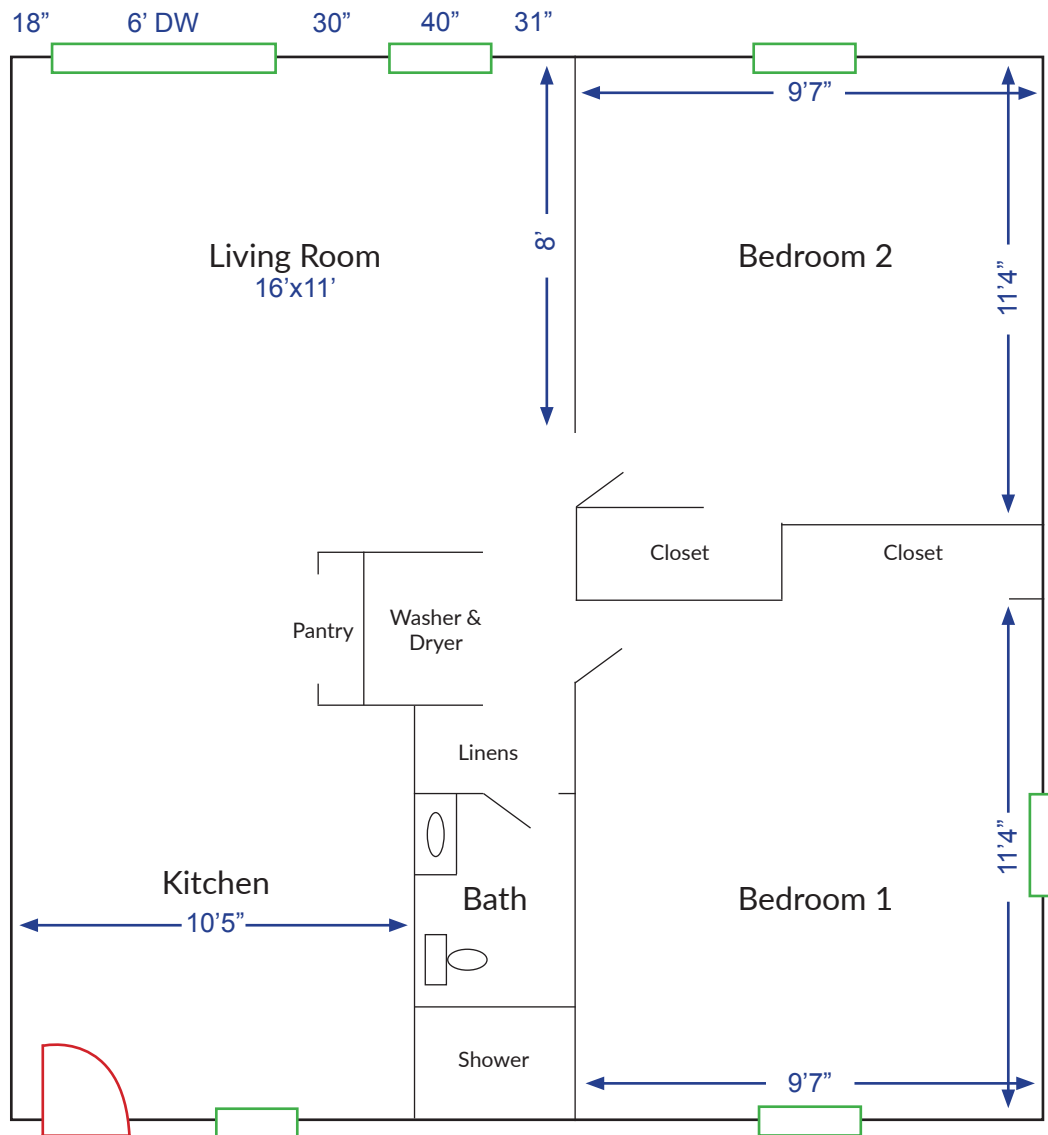 18” 6’ DW 30” 40” 31”
9’7”
8’
Living Room
16’x11’
Bedroom 2
11’4”
Closet
Closet
Pantry
Washer &
Dryer
Linens
11’4”
Kitchen
10’5”
Bath
Bedroom 1
Shower
9’7”